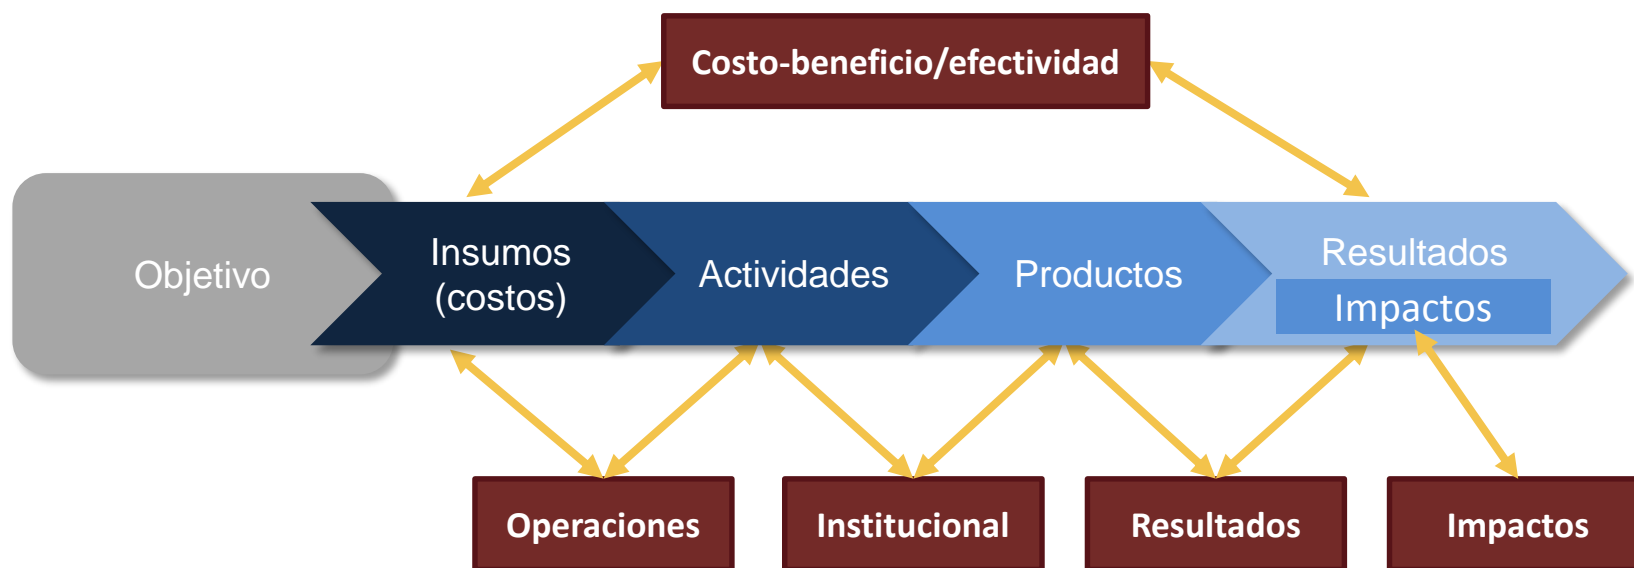 Costo-beneficio/efectividad
Objetivo
Insumos
(costos)
Actividades
Productos
Resultados
Impactos
Operaciones
Institucional
Resultados
Impactos